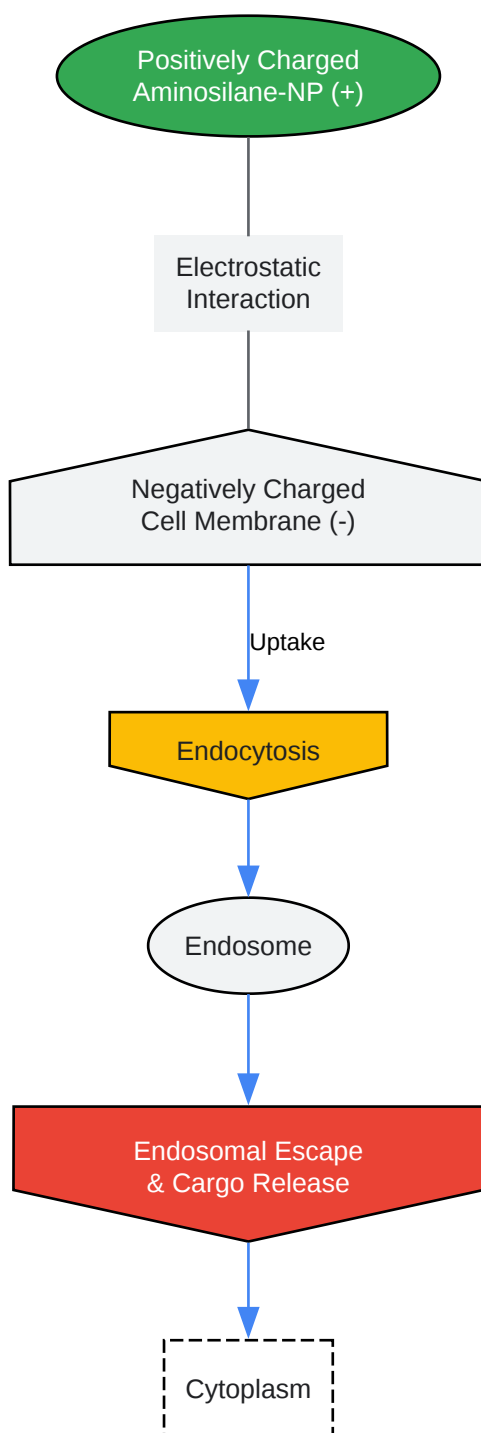 Positively Charged
Aminosilane-NP (+)
Electrostatic
Interaction
Negatively Charged
Cell Membrane (-)
Uptake
Endocytosis
Endosome
Endosomal Escape
& Cargo Release
Cytoplasm